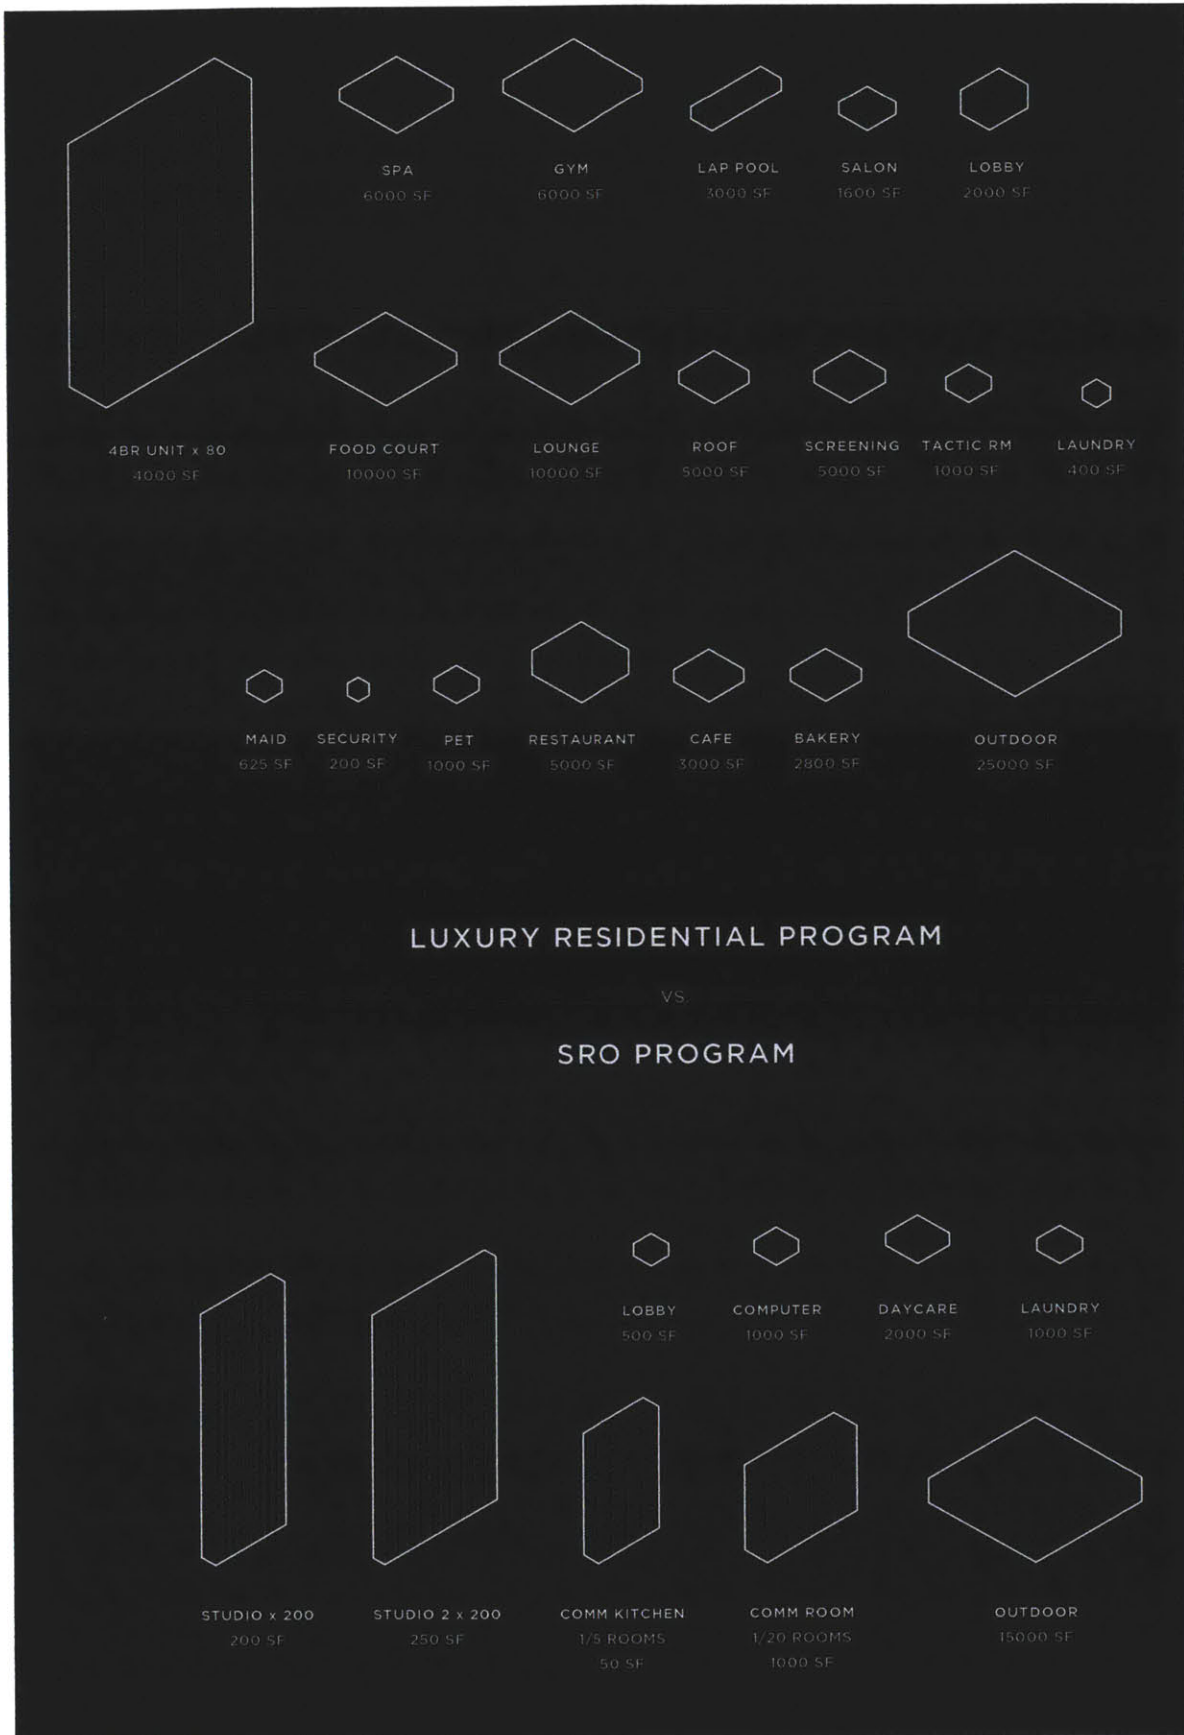 SPA
6000 SF
GYM
6000 SF
LAP POOL
3000 SF
SALON
1600 SF
LOBBY
2000 SF
4BR UNIT x 80
4000 SF
FOOD COURT
10000 SF
LOUNGE
10000 SF
ROOF
5000 SF
SCREENING
5000 SF
TACTIC RM
1000 SF
LAUNDRY
400 SF
MAID
625 SF
SECURITY
200 SF
PET
1000 SF
RESTAURANT
5000 SF
CAFE
3000 SF
BAKERY
2800 SF
OUTDOOR
25000 SF
LUXURY RESIDENTIAL PROGRAM
VS.
SRO PROGRAM
LOBBY
500 SF
COMPUTER
1000 SF
DAYCARE
2000 SF
LAUNDRY
1000 SF
STUDIO x 200
200 SF
STUDIO 2 x 200
250 SF
COMM KITCHEN
1/5 ROOMS
50 SF
COMM ROOM
1/20 ROOMS
1000 SF
OUTDOOR
15000 SF